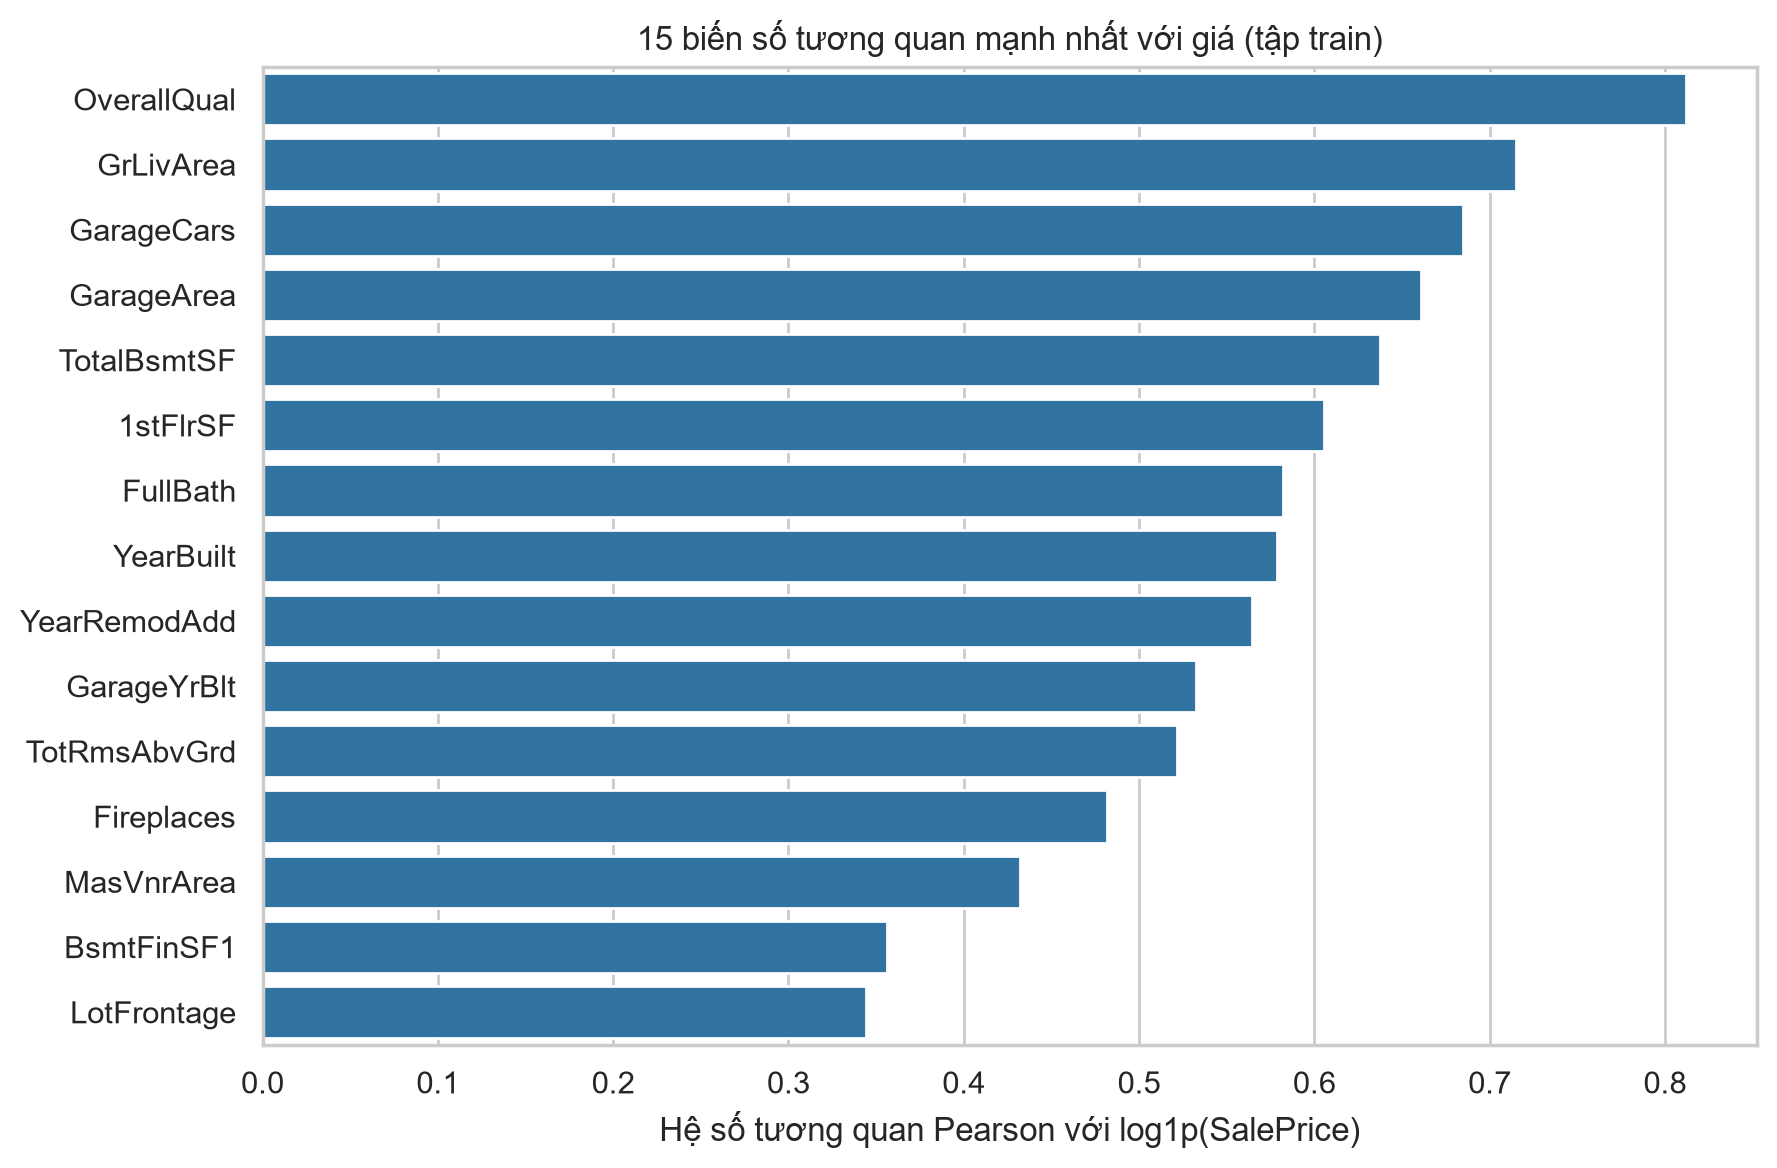 15 biến số tương quan mạnh nhất với giá (tập train)
OverallQual
GrLivArea
GarageCars
GarageArea
TotalBsmtSF
1stFlrSF
FullBath
YearBuilt
YearRemodAdd
GarageYrBlt
TotRmsAbvGrd
Fireplaces
MasVnrArea
BsmtFinSF1
LotFrontage
0.0 0.1 0.2 0.3 0.4 0.5 0.6 0.7 0.8
Hệ số tương quan Pearson với log1p(SalePrice)